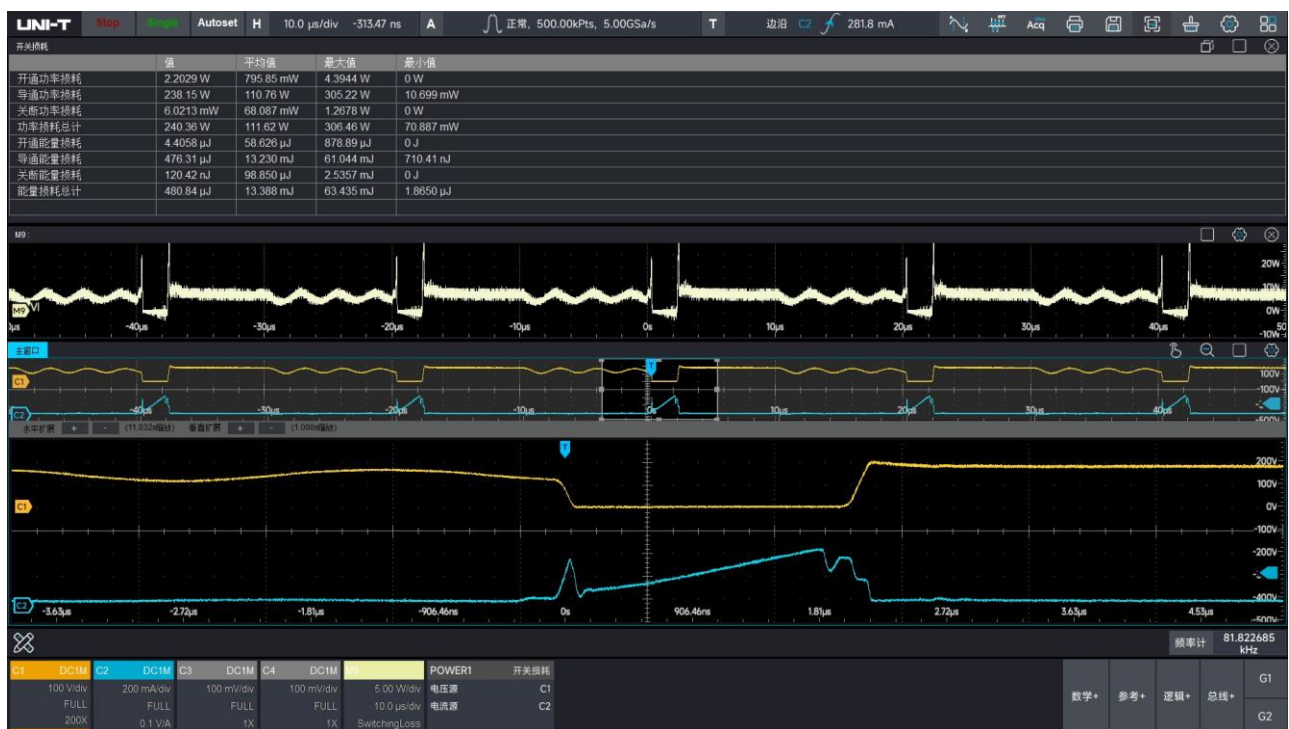 UNI-T Stop Single Autoset H 10.0 μs/div -313.47 ns A 正常, 500.00kPts, 5.00GSa/s T 边沿 C2 281.8 mA Acq
开关损耗
值 平均值 最大值 最小值
开通功率损耗 2.2029 W 795.85 mW 4.3944 W 0 W
导通功率损耗 238.15 W 110.76 W 305.22 W 10.699 mW
关断功率损耗 6.0213 mW 68.087 mW 1.2678 W 0 W
功率损耗总计 240.36 W 111.62 W 306.46 W 70.887 mW
开通能量损耗 4.4058 μJ 58.626 μJ 878.89 μJ 0 J
导通能量损耗 476.31 μJ 13.230 mJ 61.044 mJ 710.41 nJ
关断能量损耗 120.42 nJ 98.850 μJ 2.5357 mJ 0 J
能量损耗总计 480.84 μJ 13.388 mJ 63.435 mJ 1.8650 μJ
M9 :
20W
10W
M9 VI 0W
0μs -40μs -30μs -20μs -10μs 0s 10μs 20μs 30μs 40μs 50
-10W
主窗口
100V
C1
-100V
C2 -40μs -30μs -20μs -10μs 0s 10μs 20μs 30μs 40μs
-500V
水平扩展 + - (11.032x缩放) 垂直扩展 + - (1.000x缩放)
T
200V
100V
C1 0V
-100V
-200V
C2 -3.63μs -2.72μs -1.81μs -906.46ns 0s 906.46ns 1.81μs 2.72μs 3.63μs 4.53μs -400V
-500V
频率计 81.822685 kHz
C1 DC1M C2 DC1M C3 DC1M C4 DC1M POWER1 开关损耗
100 V/div 200 mA/div 100 mV/div 100 mV/div 5.00 W/div 电压源 C1
FULL FULL FULL FULL 10.0 μs/div 电流源 C2
200X 0.1 V/A 1X 1X SwitchingLoss
数学+ 参考+ 逻辑+ 总线+
G1
G2